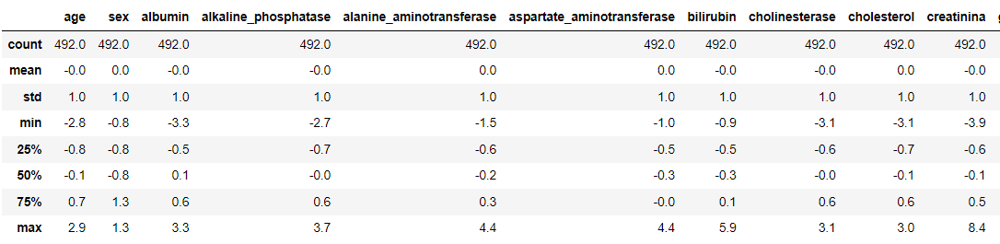 age sex albumin alkaline_phosphatase alanine_aminotransferase aspartate_aminotransferase bilirubin cholinesterase cholesterol creatinina
count 492.0 492.0 492.0 492.0 492.0 492.0 492.0 492.0 492.0 492.0
mean -0.0 0.0 -0.0 -0.0 0.0 0.0 -0.0 -0.0 0.0 -0.0
std 1.0 1.0 1.0 1.0 1.0 1.0 1.0 1.0 1.0 1.0
min -2.8 -0.8 -3.3 -2.7 -1.5 -1.0 -0.9 -3.1 -3.1 -3.9
25% -0.8 -0.8 -0.5 -0.7 -0.6 -0.5 -0.5 -0.6 -0.7 -0.6
50% -0.1 -0.8 0.1 -0.0 -0.2 -0.3 -0.3 -0.0 -0.1 -0.1
75% 0.7 1.3 0.6 0.6 0.3 -0.0 0.1 0.6 0.6 0.5
max 2.9 1.3 3.3 3.7 4.4 4.4 5.9 3.1 3.0 8.4